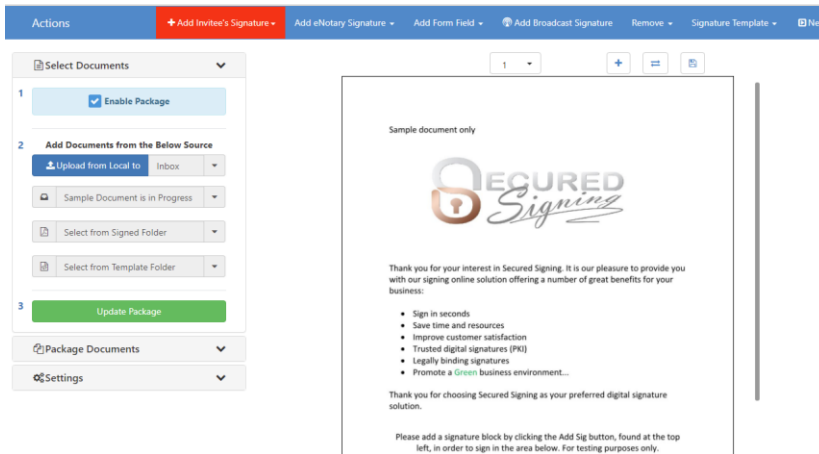 Actions
Add Invitee's Signature
Add eNotary Signature
Add Form Field
Add Broadcast Signature
Remove
Signature Template
Ne
Select Documents
1
Enable Package
2
Add Documents from the Below Source
Upload from Local to
Inbox
Sample Document is in Progress
Select from Signed Folder
Select from Template Folder
3
Update Package
Package Documents
Settings
1
Sample document only
SECURED
Signing
Thank you for your interest in Secured Signing. It is our pleasure to provide you
with our signing online solution offering a number of great benefits for your
business:
• Sign in seconds
• Save time and resources
• Improve customer satisfaction
• Trusted digital signatures (PKI)
• Legally binding signatures
• Promote a Green business environment...
Thank you for choosing Secured Signing as your preferred digital signature
solution.
Please add a signature block by clicking the Add Sig button, found at the top
left, in order to sign in the area below. For testing purposes only.